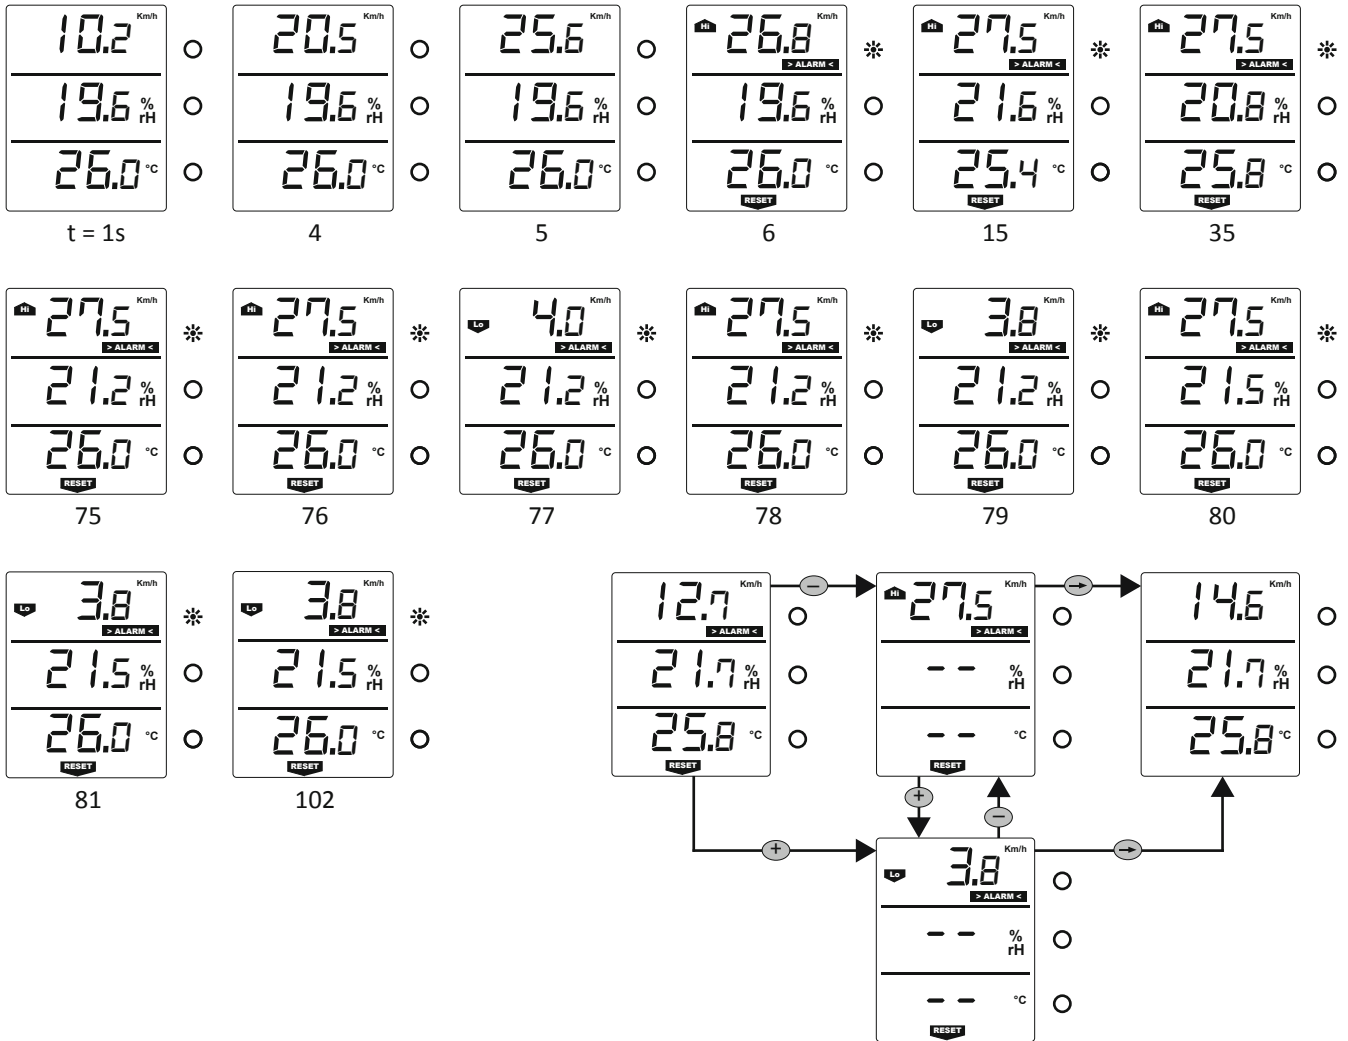 10.2 Km/h
19.6 % rH
26.0 °C
t = 1s
20.5 Km/h
19.6 % rH
26.0 °C
4
25.6 Km/h
19.6 % rH
26.0 °C
5
Hi 26.8 Km/h
> ALARM <
19.6 % rH
26.0 °C
RESET
6
Hi 27.5 Km/h
> ALARM <
21.6 % rH
25.4 °C
RESET
15
Hi 27.5 Km/h
> ALARM <
20.8 % rH
25.8 °C
RESET
35
Hi 27.5 Km/h
> ALARM <
21.2 % rH
26.0 °C
RESET
75
Hi 27.5 Km/h
> ALARM <
21.2 % rH
26.0 °C
RESET
76
Lo 4.0 Km/h
> ALARM <
21.2 % rH
26.0 °C
RESET
77
Hi 27.5 Km/h
> ALARM <
21.2 % rH
26.0 °C
RESET
78
Lo 3.8 Km/h
> ALARM <
21.2 % rH
26.0 °C
RESET
79
Hi 27.5 Km/h
> ALARM <
21.5 % rH
26.0 °C
RESET
80
Lo 3.8 Km/h
> ALARM <
21.5 % rH
26.0 °C
RESET
81
Lo 3.8 Km/h
> ALARM <
21.5 % rH
26.0 °C
RESET
102
12.7 Km/h
> ALARM <
21.7 % rH
25.8 °C
RESET
−
Hi 27.5 Km/h
> ALARM <
-- % rH
-- °C
RESET
→
14.6 Km/h
21.7 % rH
25.8 °C
+
−
+
Lo 3.8 Km/h
> ALARM <
-- % rH
-- °C
RESET
→